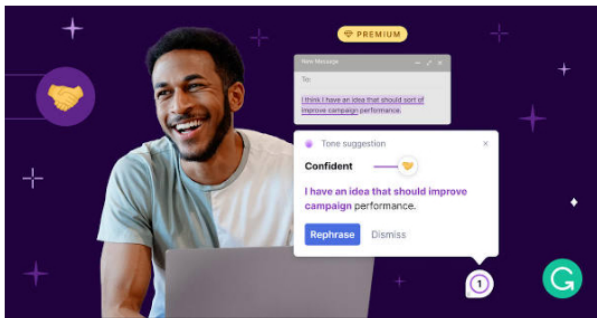 PREMIUM
New Message
To:
I think I have an idea that should sort of
improve campaign performance.
Tone suggestion
Confident
I have an idea that should improve
campaign performance.
Rephrase Dismiss
1